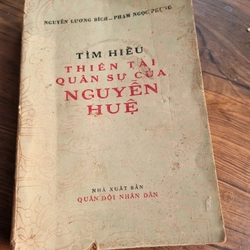 NGUYỄN LƯƠNG BÍCH _ PHẠM NGỌC PHỤNG
TÌM HIỂU
THIÊN TÀI
QUÂN SỰ CỦA
NGUYỄN
HUỆ
NHÀ XUẤT BẢN
QUÂN ĐỘI NHÂN DÂN